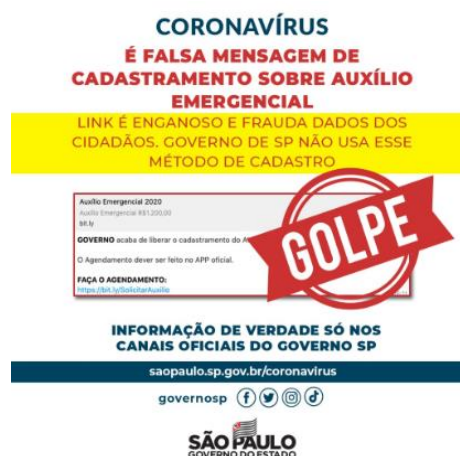 CORONAVÍRUS
É FALSA MENSAGEM DE
CADASTRAMENTO SOBRE AUXÍLIO
EMERGENCIAL
LINK É ENGANOSO E FRAUDA DADOS DOS
CIDADÃOS. GOVERNO DE SP NÃO USA ESSE
MÉTODO DE CADASTRO
Auxílio Emergencial 2020
Auxílio Emergencial R$1.200,00
bit.ly
GOVERNO acaba de liberar o cadastramento do
O Agendamento dever ser feito no APP oficial.
FAÇA O AGENDAMENTO:
https://bit.ly/SolicitarAuxilio
GOLPE
INFORMAÇÃO DE VERDADE SÓ NOS
CANAIS OFICIAIS DO GOVERNO SP
saopaulo.sp.gov.br/coronavirus
governosp
SÃO PAULO
GOVERNO DO ESTADO